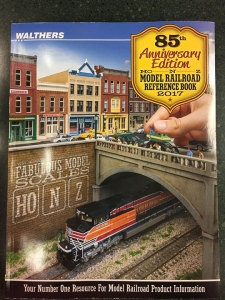 WALTHERS
85th
Anniversary
Edition
HO N Z
MODEL RAILROAD
REFERENCE BOOK
2017
FABULOUS MODEL
SCALES
HO N Z
Your Number One Resource For Model Railroad Product Information